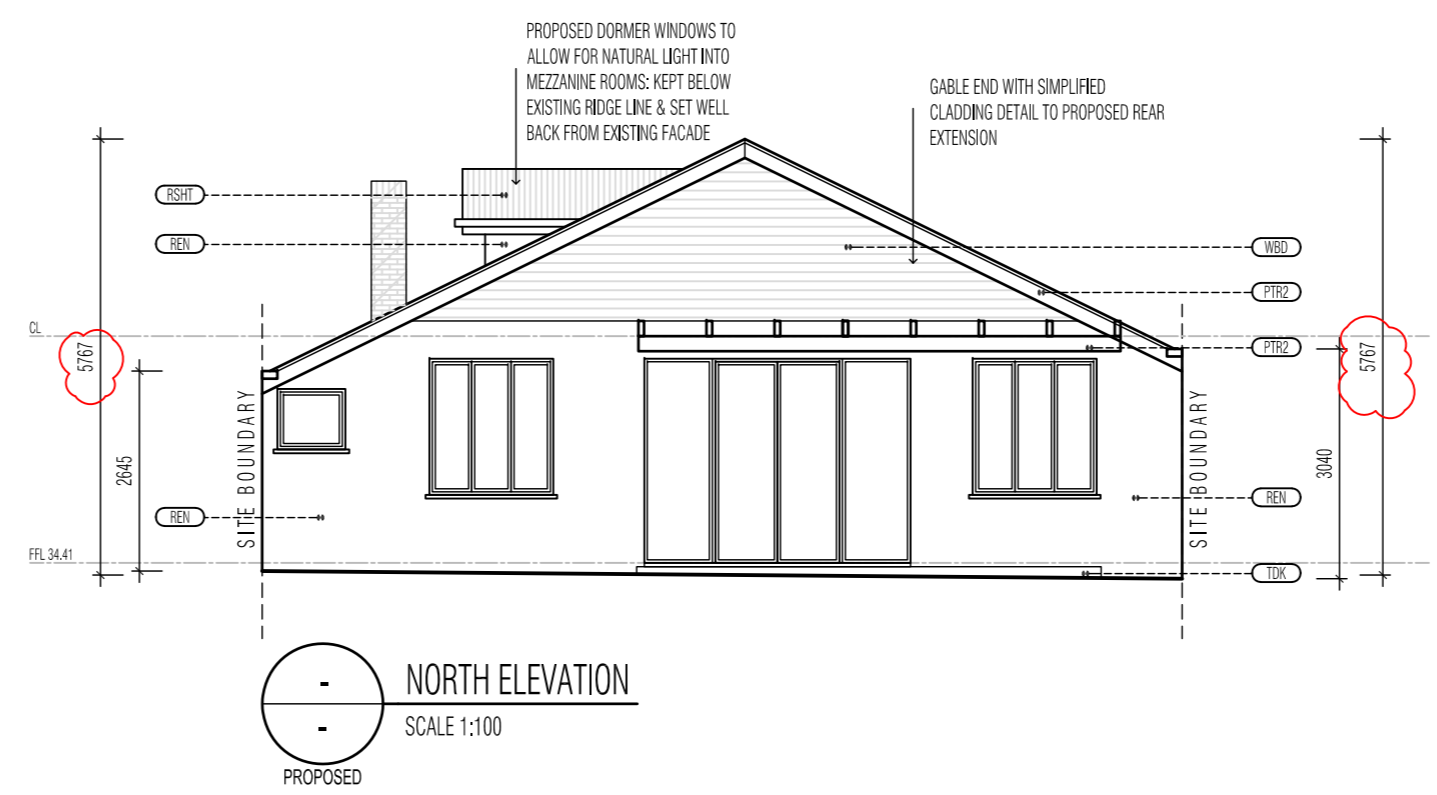 PROPOSED DORMER WINDOWS TO
ALLOW FOR NATURAL LIGHT INTO
MEZZANINE ROOMS: KEPT BELOW
EXISTING RIDGE LINE & SET WELL
BACK FROM EXISTING FACADE
GABLE END WITH SIMPLIFIED
CLADDING DETAIL TO PROPOSED REAR
EXTENSION
RSHT
REN
WBD
PTR2
CL
PTR2
5767
5767
2645
SITE BOUNDARY
SITE BOUNDARY
3040
REN
REN
FFL 34.41
TDK
-
-
NORTH ELEVATION
SCALE 1:100
PROPOSED